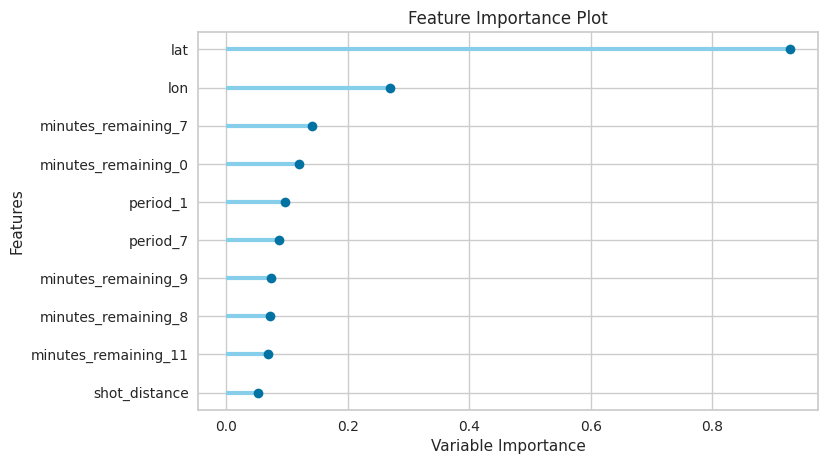 Feature Importance Plot
lat
lon
minutes_remaining_7
minutes_remaining_0
period_1
period_7
minutes_remaining_9
minutes_remaining_8
minutes_remaining_11
shot_distance
Features
0.0 0.2 0.4 0.6 0.8
Variable Importance